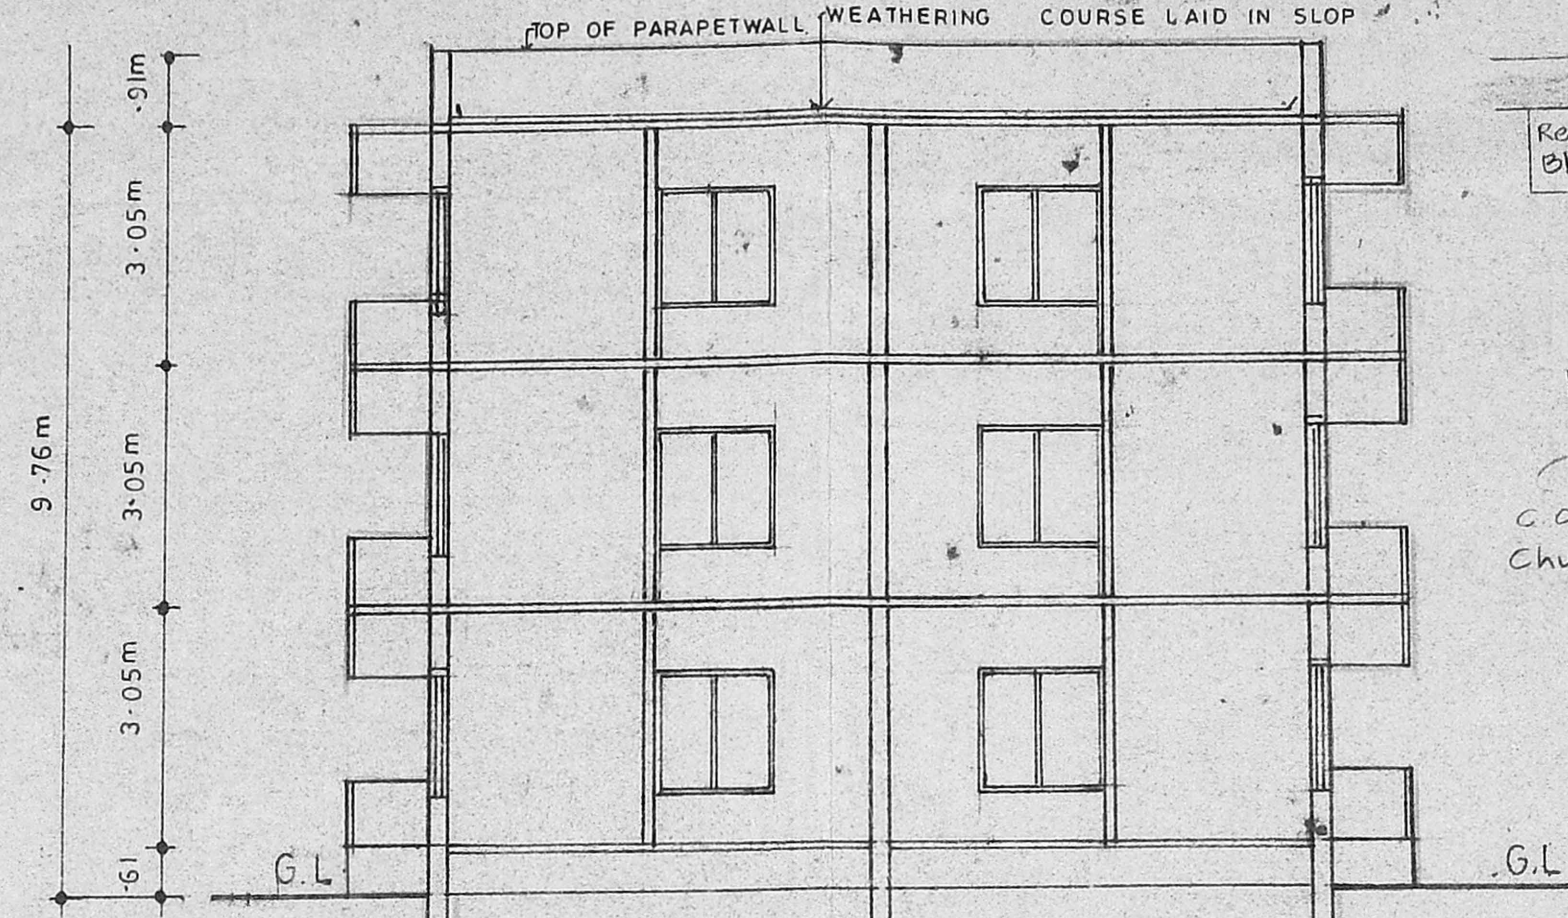 TOP OF PARAPETWALL
WEATHERING COURSE LAID IN SLOP
.91m
3.05m
9.76m
3.05m
3.05m
.61
G.L
G.L